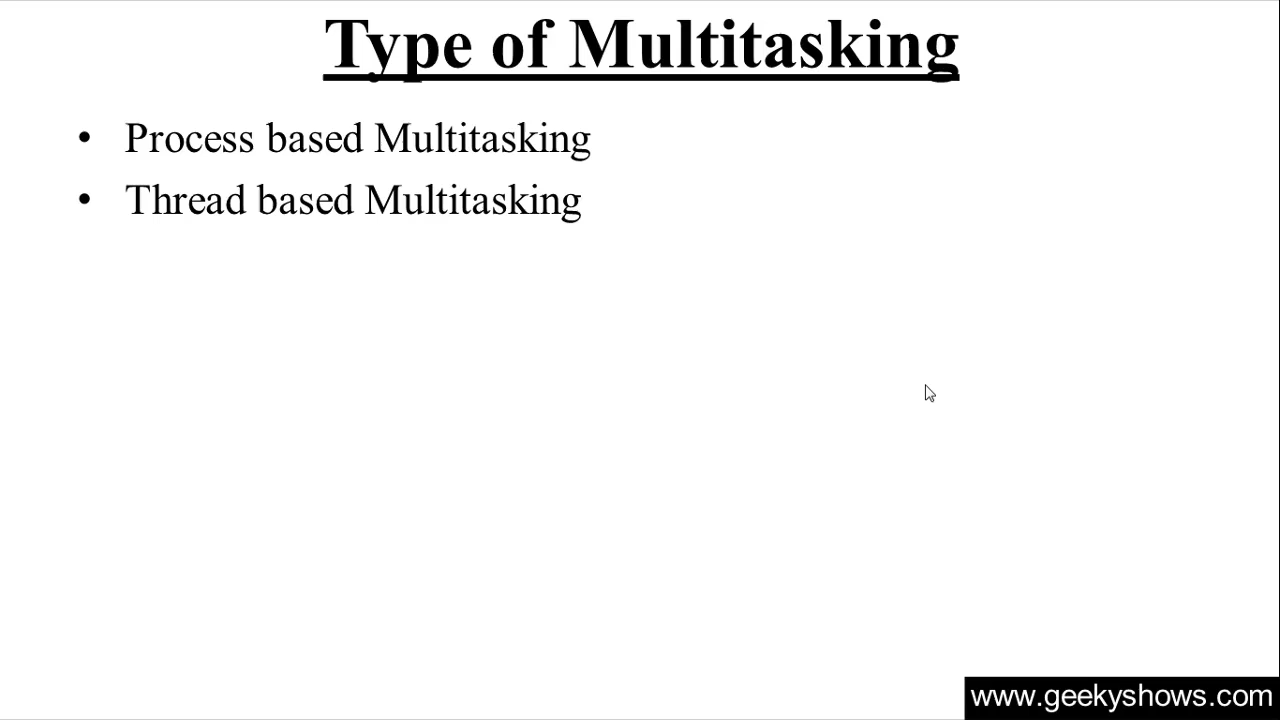 Type of Multitasking
• Process based Multitasking
• Thread based Multitasking
www.geekyshows.com